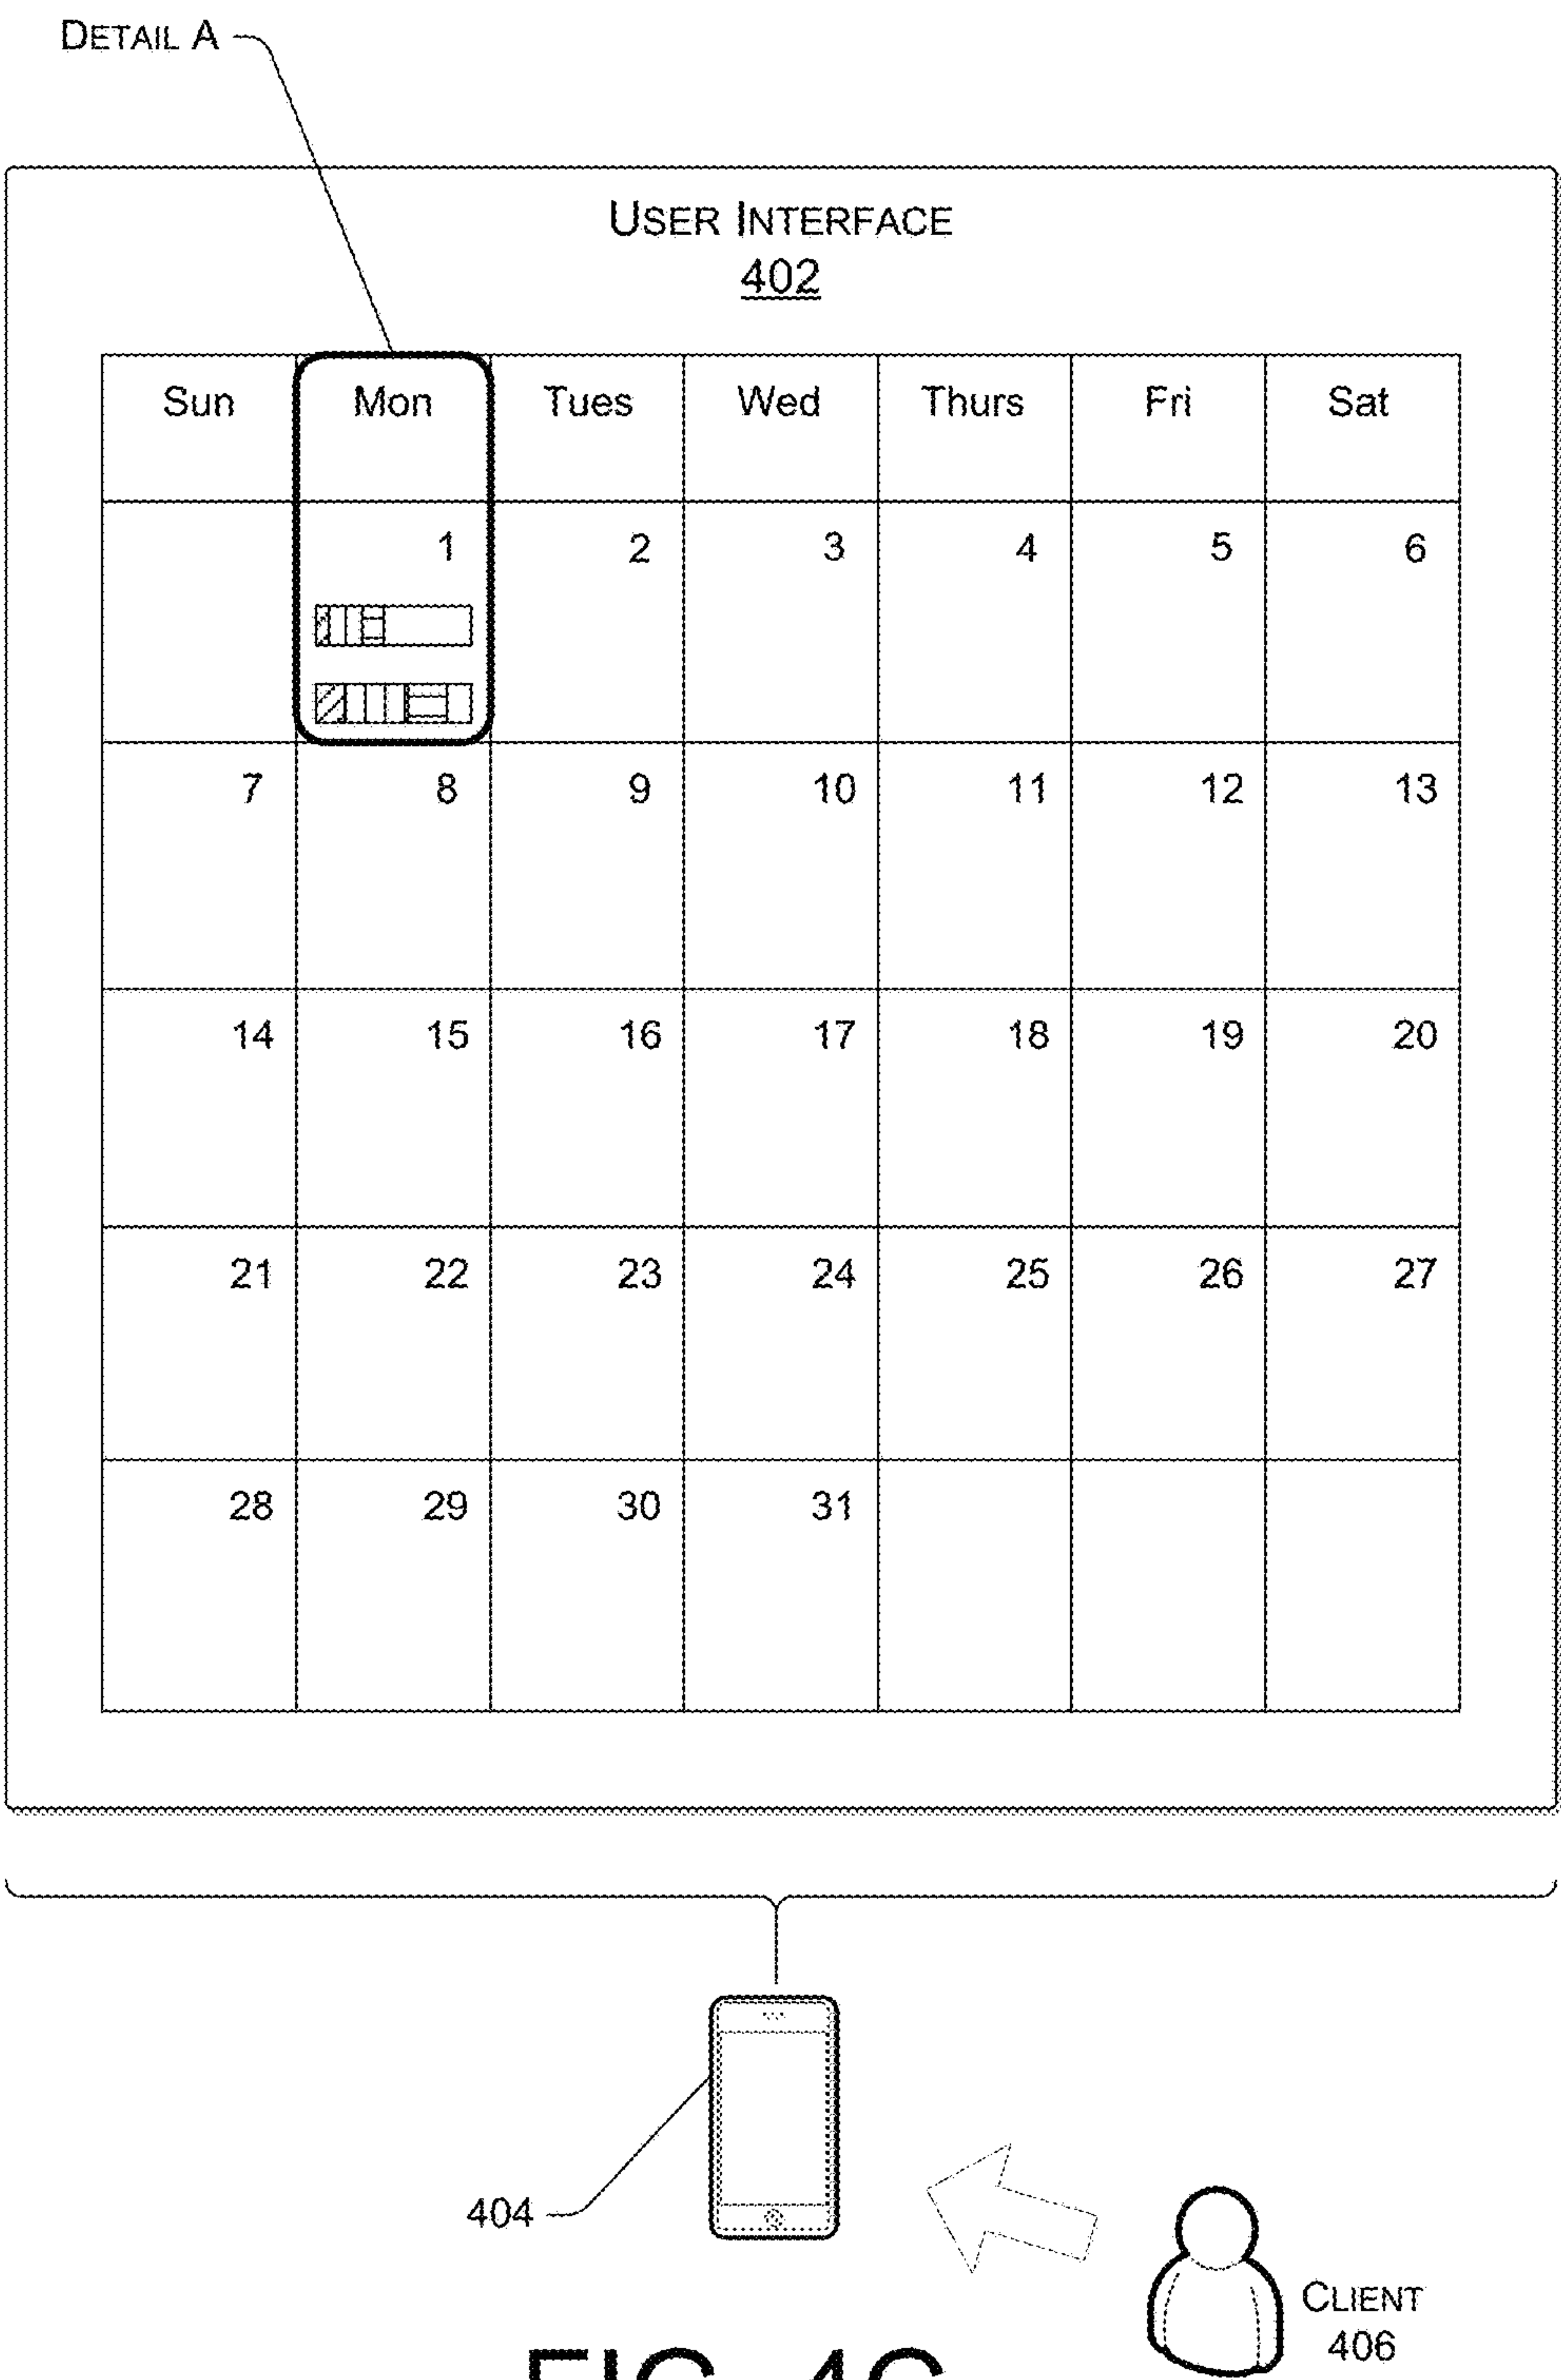 DETAIL A
USER INTERFACE
402
Sun Mon Tues Wed Thurs Fri Sat
1 2 3 4 5 6
7 8 9 10 11 12 13
14 15 16 17 18 19 20
21 22 23 24 25 26 27
28 29 30 31
404
CLIENT
406
FIG. 4C